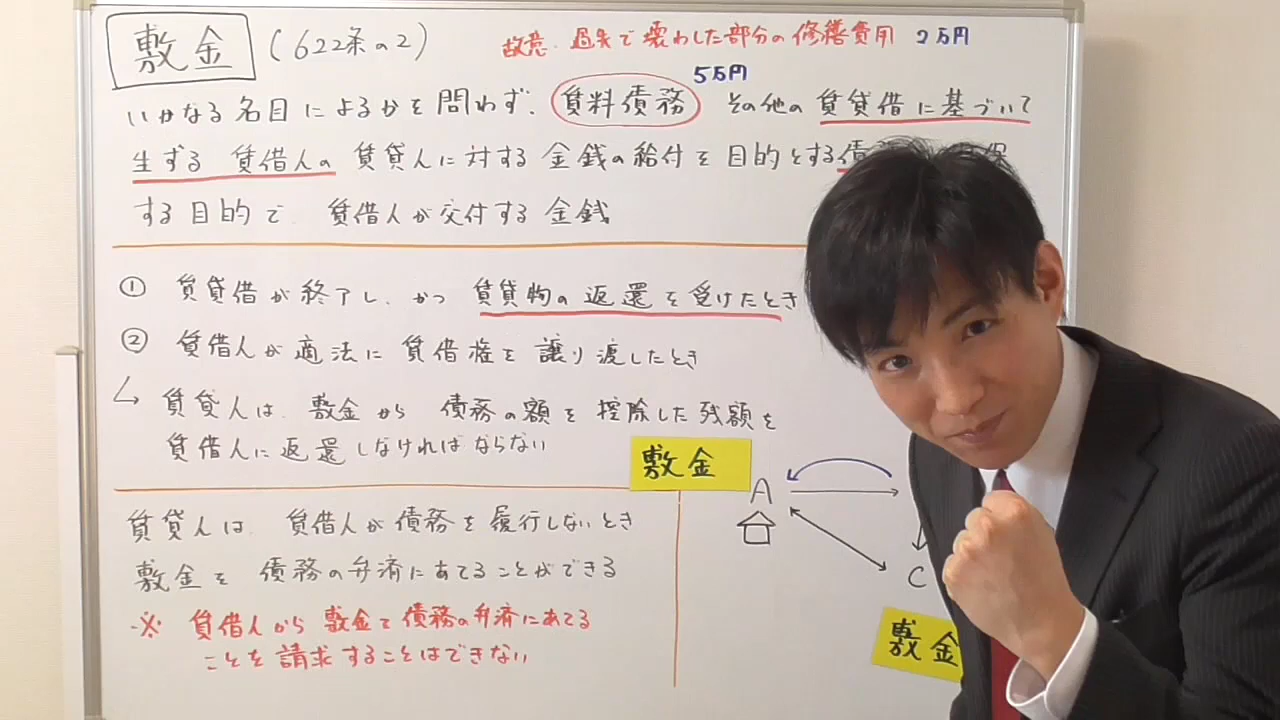 敷金 (622条の2)
故意・過失で壊わした部分の修繕費用 2万円
5万円
いかなる名目によるかを問わず、賃料債務 その他の賃貸借に基づいて
生ずる 賃借人の賃貸人に対する金銭の給付を目的とする債
する目的で、賃借人が交付する金銭
① 賃貸借が終了し、かつ 賃貸物の返還を受けたとき
② 賃借人が適法に賃借権を譲り渡したとき
↳ 賃貸人は、敷金から 債務の額を控除した残額を
賃借人に返還しなければならない
敷金
A
C
敷金
賃貸人は、賃借人が債務を履行しないとき
敷金を債務の弁済にあてることができる
※ 賃借人から敷金で債務の弁済にあてる
ことを請求することはできない